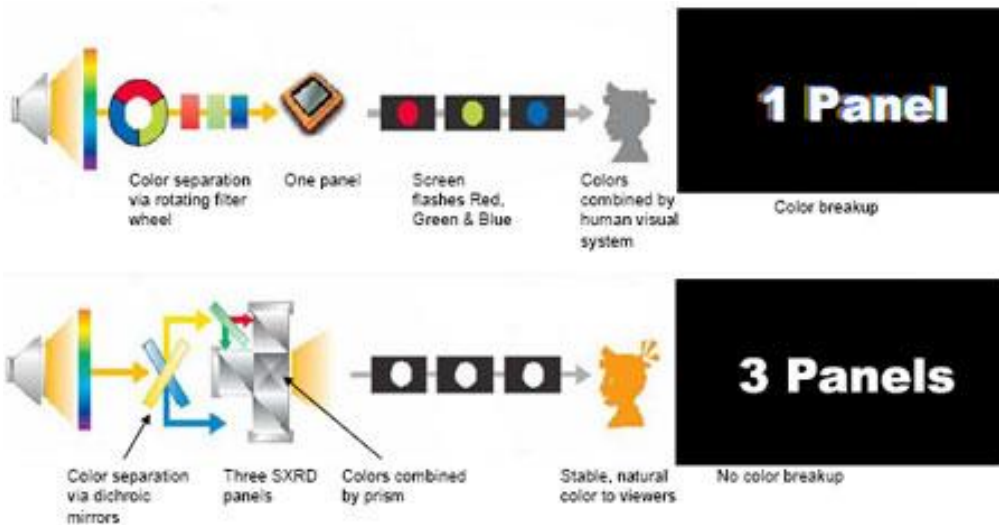 1 Panel
Color separation
via rotating filter
wheel
One panel
Screen
flashes Red,
Green & Blue
Colors
combined by
human visual
system
Color breakup
3 Panels
Color separation
via dichroic
mirrors
Three SXRD
panels
Colors combined
by prism
Stable, natural
color to viewers
No color breakup